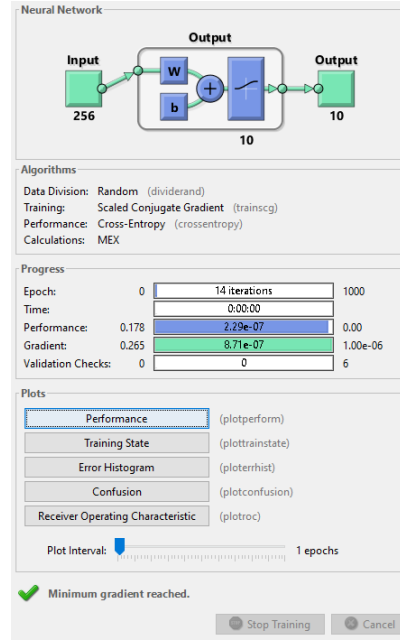 Neural Network
Output
Input
W
b
+
Output
256
10
10
Algorithms
Data Division: Random (dividerand)
Training: Scaled Conjugate Gradient (trainscg)
Performance: Cross-Entropy (crossentropy)
Calculations: MEX
Progress
Epoch: 0 14 iterations 1000
Time: 0:00:00
Performance: 0.178 2.29e-07 0.00
Gradient: 0.265 8.71e-07 1.00e-06
Validation Checks: 0 0 6
Plots
Performance (plotperform)
Training State (plottrainstate)
Error Histogram (ploterrhist)
Confusion (plotconfusion)
Receiver Operating Characteristic (plotroc)
Plot Interval: 1 epochs
Minimum gradient reached.
Stop Training Cancel